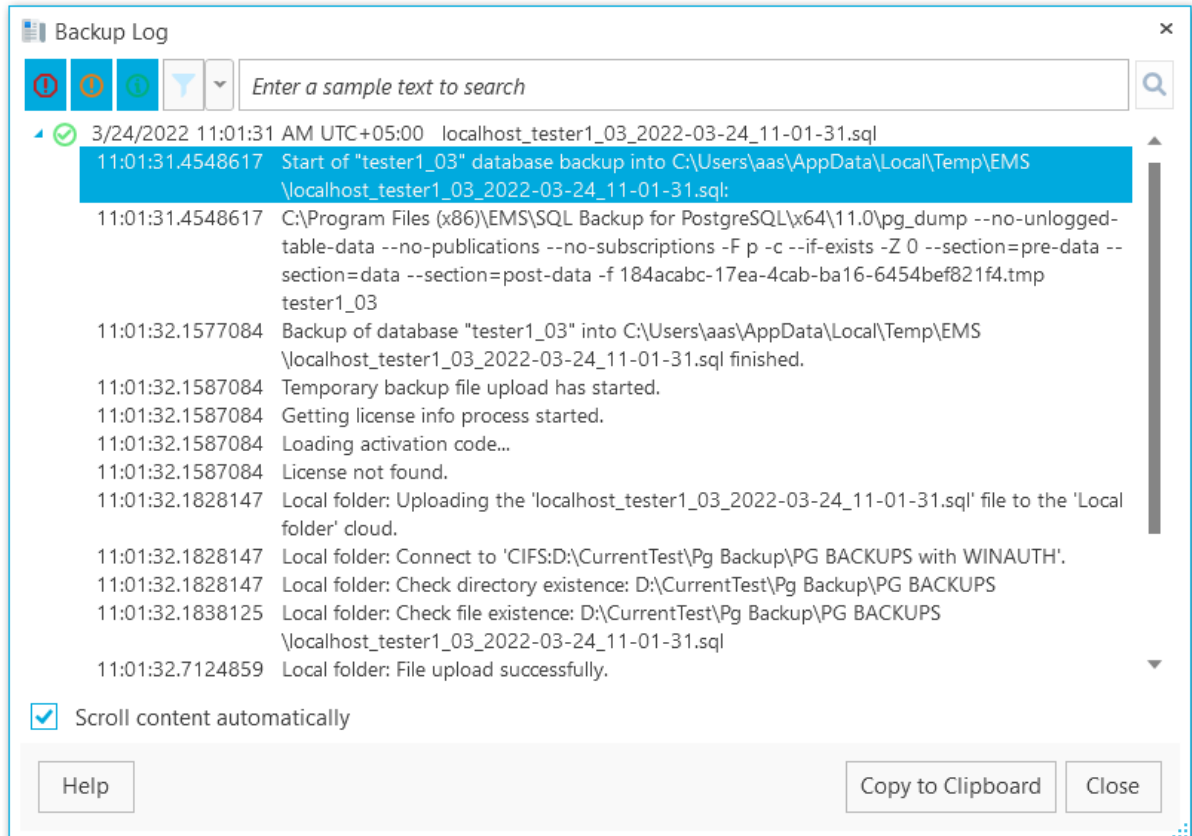 Backup Log
Enter a sample text to search
3/24/2022 11:01:31 AM UTC+05:00 localhost_tester1_03_2022-03-24_11-01-31.sql
11:01:31.4548617 Start of "tester1_03" database backup into C:\Users\aas\AppData\Local\Temp\EMS
\localhost_tester1_03_2022-03-24_11-01-31.sql:
11:01:31.4548617 C:\Program Files (x86)\EMS\SQL Backup for PostgreSQL\x64\11.0\pg_dump --no-unlogged-
table-data --no-publications --no-subscriptions -F p -c --if-exists -Z 0 --section=pre-data --
section=data --section=post-data -f 184acabc-17ea-4cab-ba16-6454bef821f4.tmp
tester1_03
11:01:32.1577084 Backup of database "tester1_03" into C:\Users\aas\AppData\Local\Temp\EMS
\localhost_tester1_03_2022-03-24_11-01-31.sql finished.
11:01:32.1587084 Temporary backup file upload has started.
11:01:32.1587084 Getting license info process started.
11:01:32.1587084 Loading activation code...
11:01:32.1587084 License not found.
11:01:32.1828147 Local folder: Uploading the 'localhost_tester1_03_2022-03-24_11-01-31.sql' file to the 'Local
folder' cloud.
11:01:32.1828147 Local folder: Connect to 'CIFS:D:\CurrentTest\Pg Backup\PG BACKUPS with WINAUTH'.
11:01:32.1828147 Local folder: Check directory existence: D:\CurrentTest\Pg Backup\PG BACKUPS
11:01:32.1838125 Local folder: Check file existence: D:\CurrentTest\Pg Backup\PG BACKUPS
\localhost_tester1_03_2022-03-24_11-01-31.sql
11:01:32.7124859 Local folder: File upload successfully.
Scroll content automatically
Help
Copy to Clipboard
Close